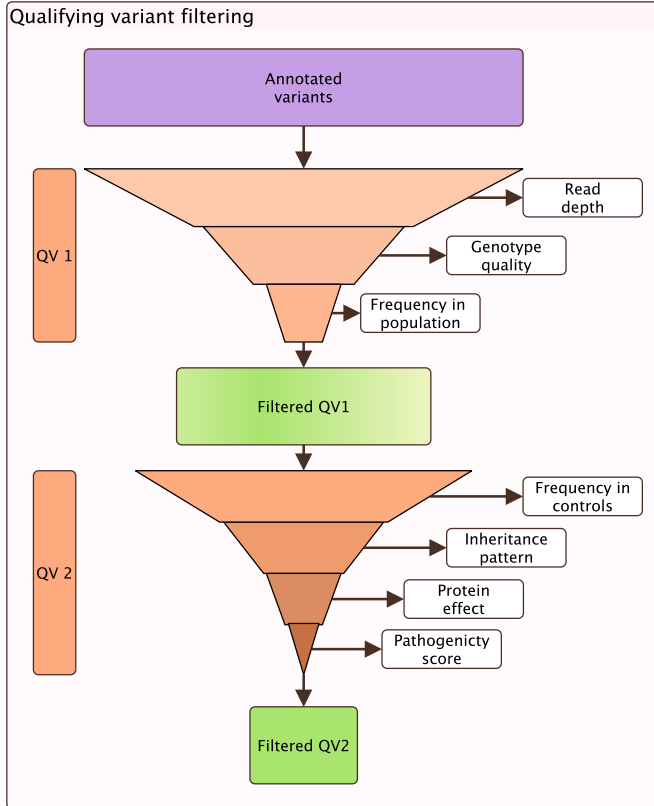 Qualifying variant filtering
Annotated
variants
QV 1
Read
depth
Genotype
quality
Frequency in
population
Filtered QV1
QV 2
Frequency in
controls
Inheritance
pattern
Protein
effect
Pathogenicty
score
Filtered QV2